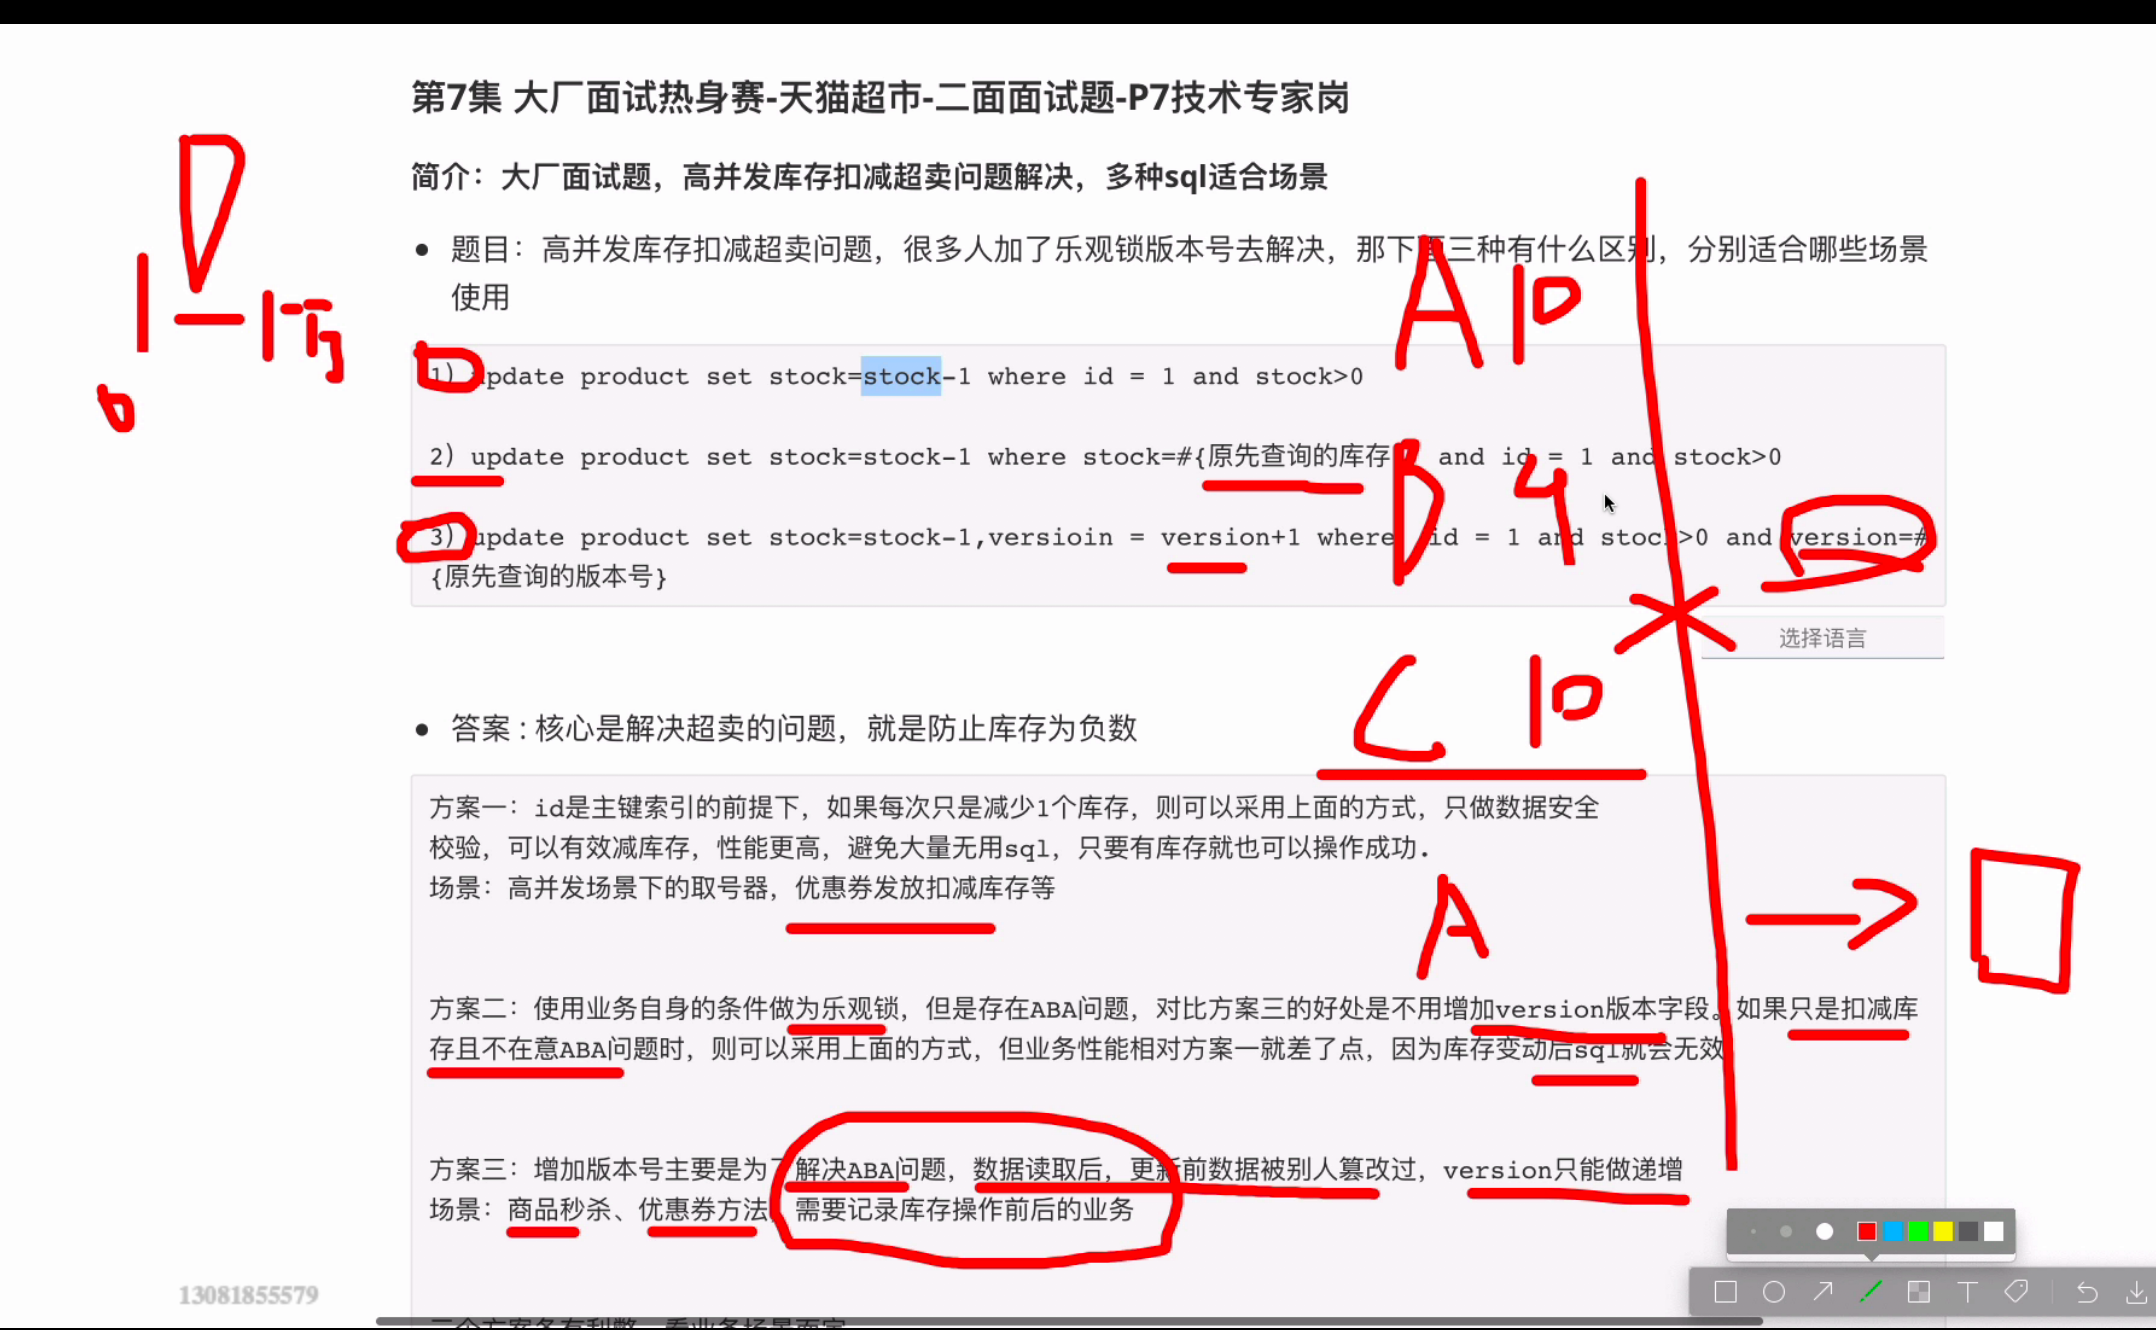 第7集 大厂面试热身赛-天猫超市-二面面试题-P7技术专家岗
简介：大厂面试题，高并发库存扣减超卖问题解决，多种sql适合场景
题目：高并发库存扣减超卖问题，很多人加了乐观锁版本号去解决，那下面三种有什么区别，分别适合哪些场景
使用
A 10
1) update product set stock=stock-1 where id = 1 and stock>0
2) update product set stock=stock-1 where stock=#{原先查询的库存} and id = 1 and stock>0
B 4
3) update product set stock=stock-1,versioin = version+1 where id = 1 and stock>0 and version=#
{原先查询的版本号}
选择语言
C 10
答案：核心是解决超卖的问题，就是防止库存为负数
方案一：id是主键索引的前提下，如果每次只是减少1个库存，则可以采用上面的方式，只做数据安全
校验，可以有效减库存，性能更高，避免大量无用sql，只要有库存就也可以操作成功.
场景：高并发场景下的取号器，优惠券发放扣减库存等
A
方案二：使用业务自身的条件做为乐观锁，但是存在ABA问题，对比方案三的好处是不用增加version版本字段。如果只是扣减库
存且不在意ABA问题时，则可以采用上面的方式，但业务性能相对方案一就差了点，因为库存变动后sql就会无效
方案三：增加版本号主要是为了解决ABA问题，数据读取后，更新前数据被别人篡改过，version只能做递增
场景：商品秒杀、优惠券方法，需要记录库存操作前后的业务
13081855579